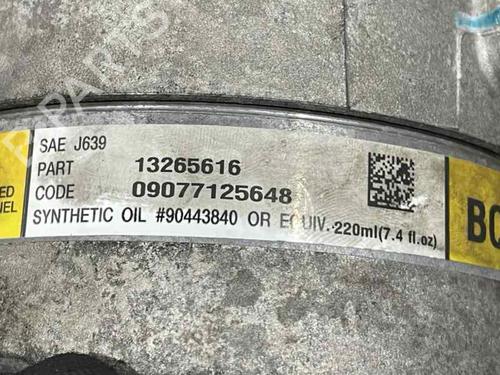 SAE J639
PART 13265616
CODE 09077125648
SYNTHETIC OIL #90443840 OR EQUIV. 220ml(7.4 fl.oz)